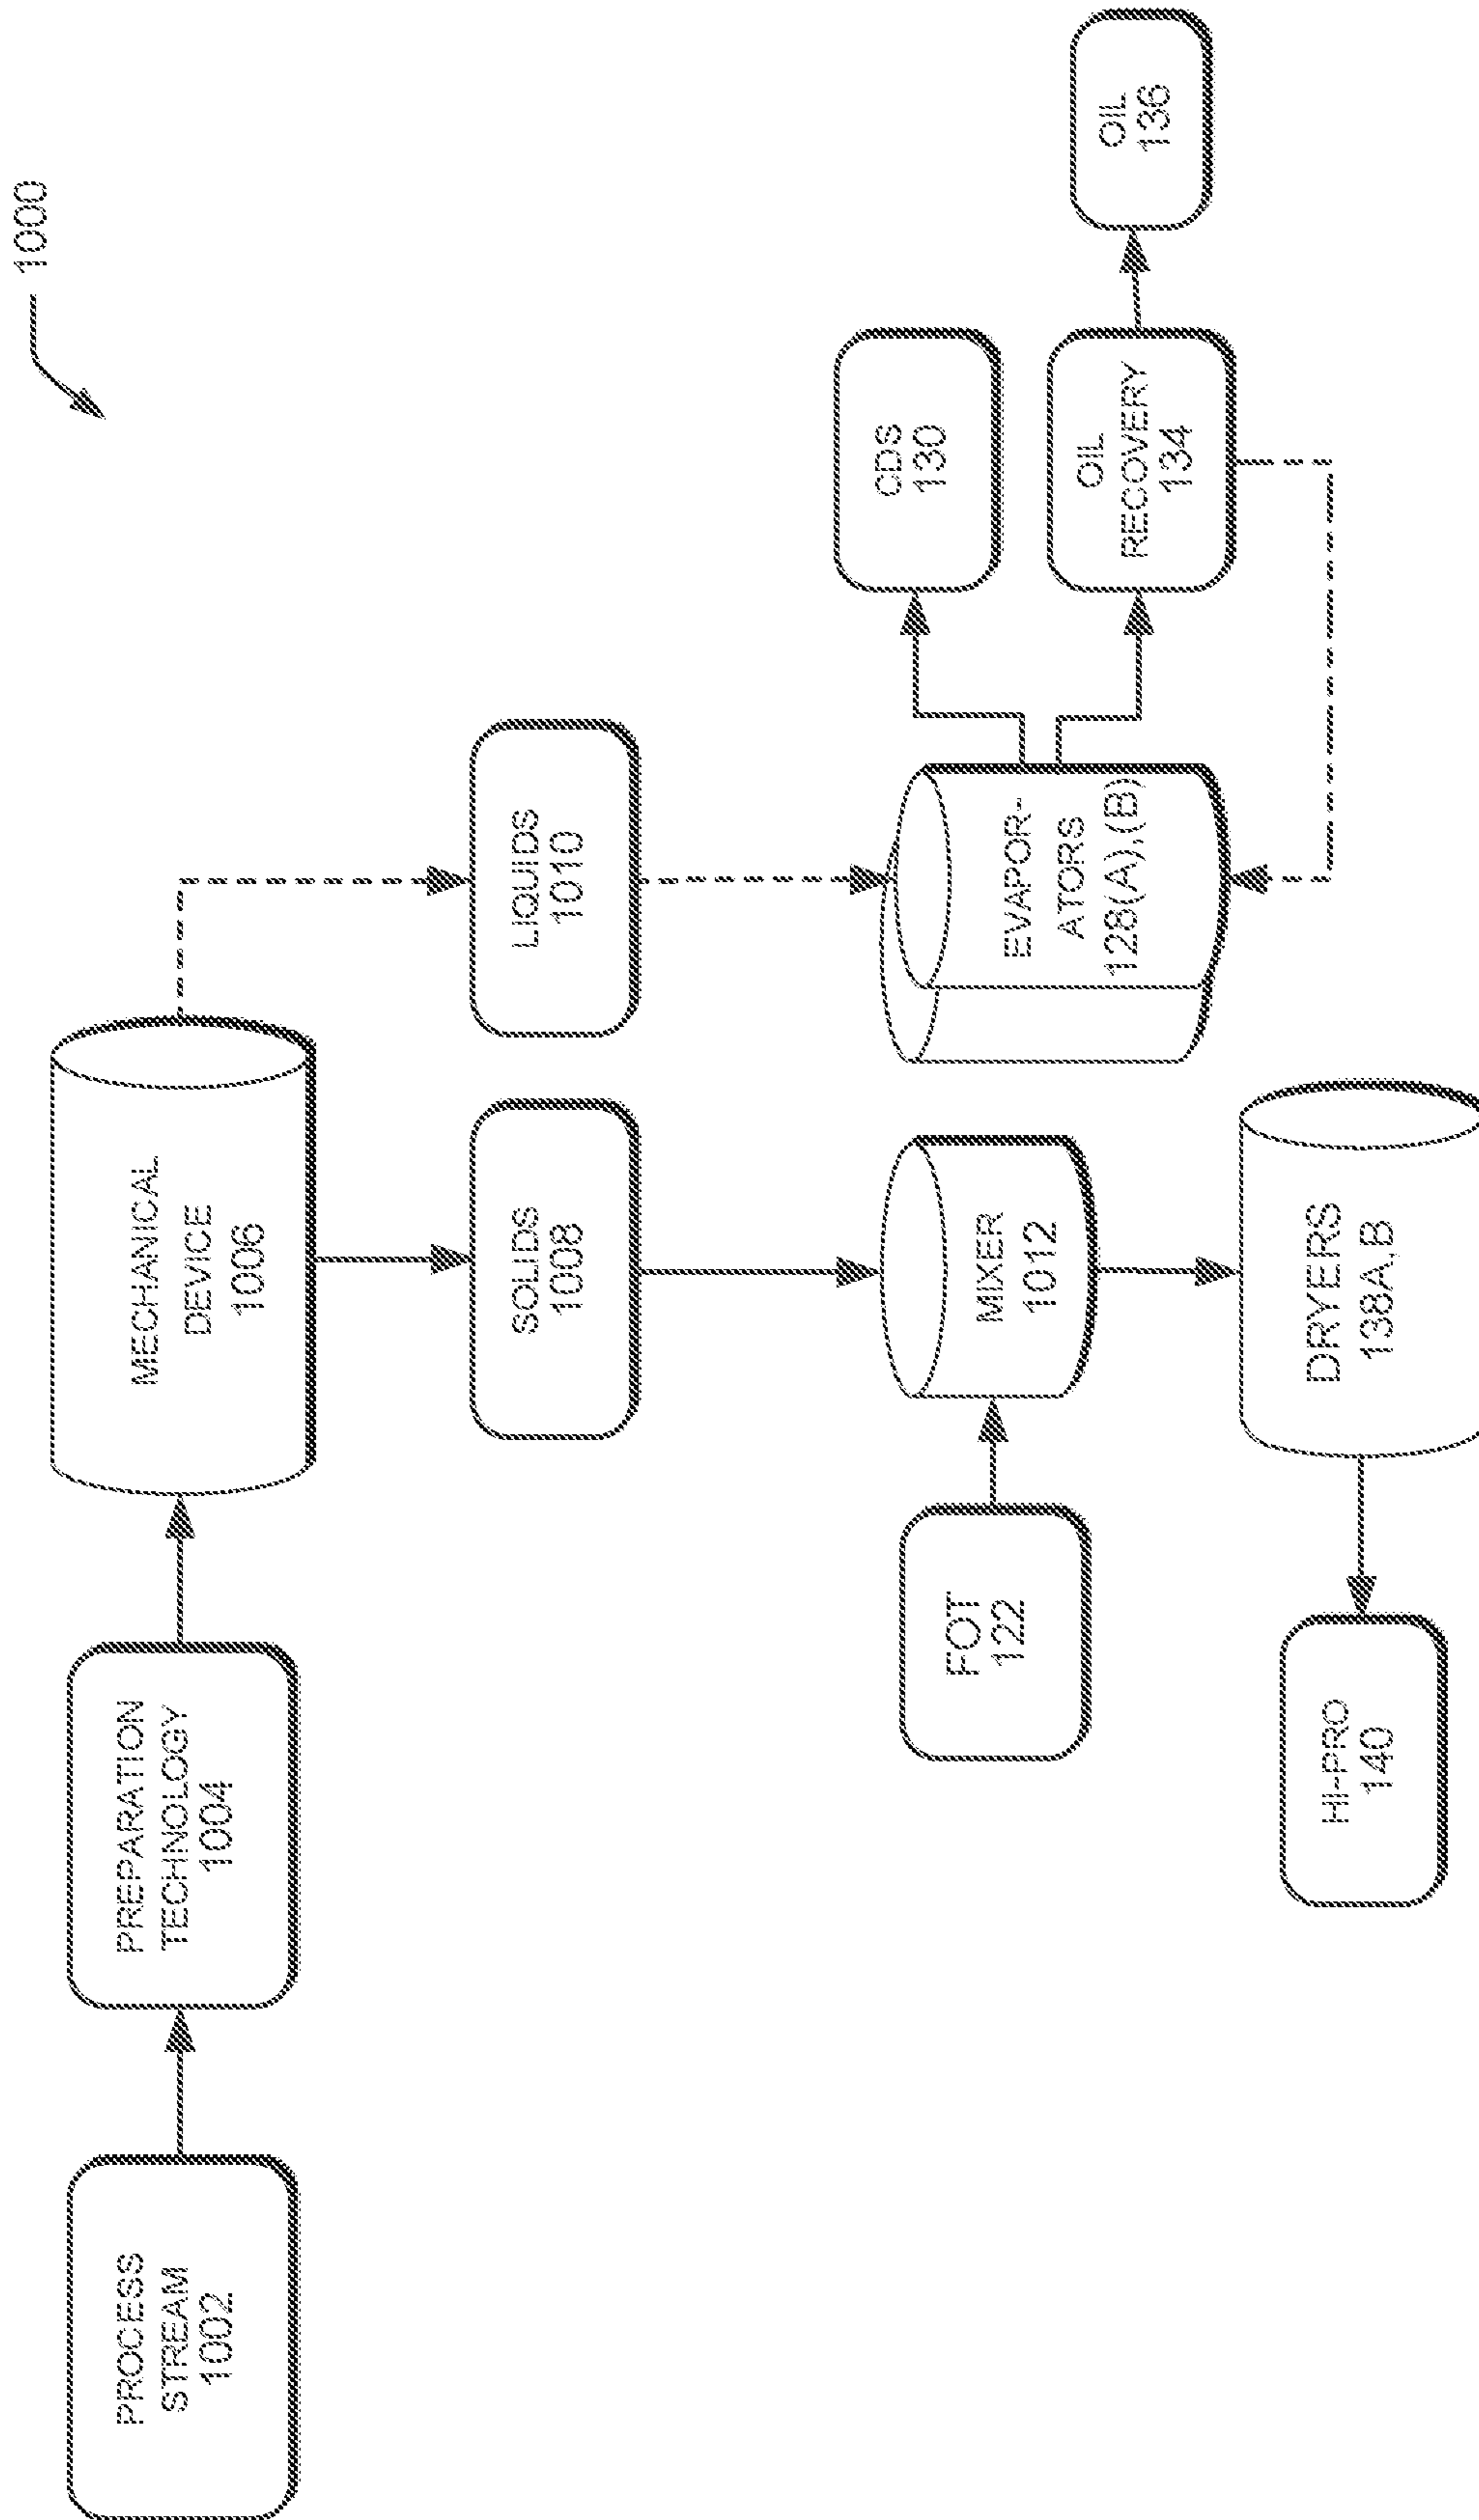 1000
PROCESS
STREAM
1002
PREPARATION
TECHNOLOGY
1004
MECHANICAL
DEVICE
1006
SOLIDS
1008
LIQUIDS
1010
FOT
122
MIXER
1012
EVAPOR-
ATORS
128(A),(B)
CDS
130
OIL
RECOVERY
134
OIL
136
HI-PRO
140
DRYERS
138A,B